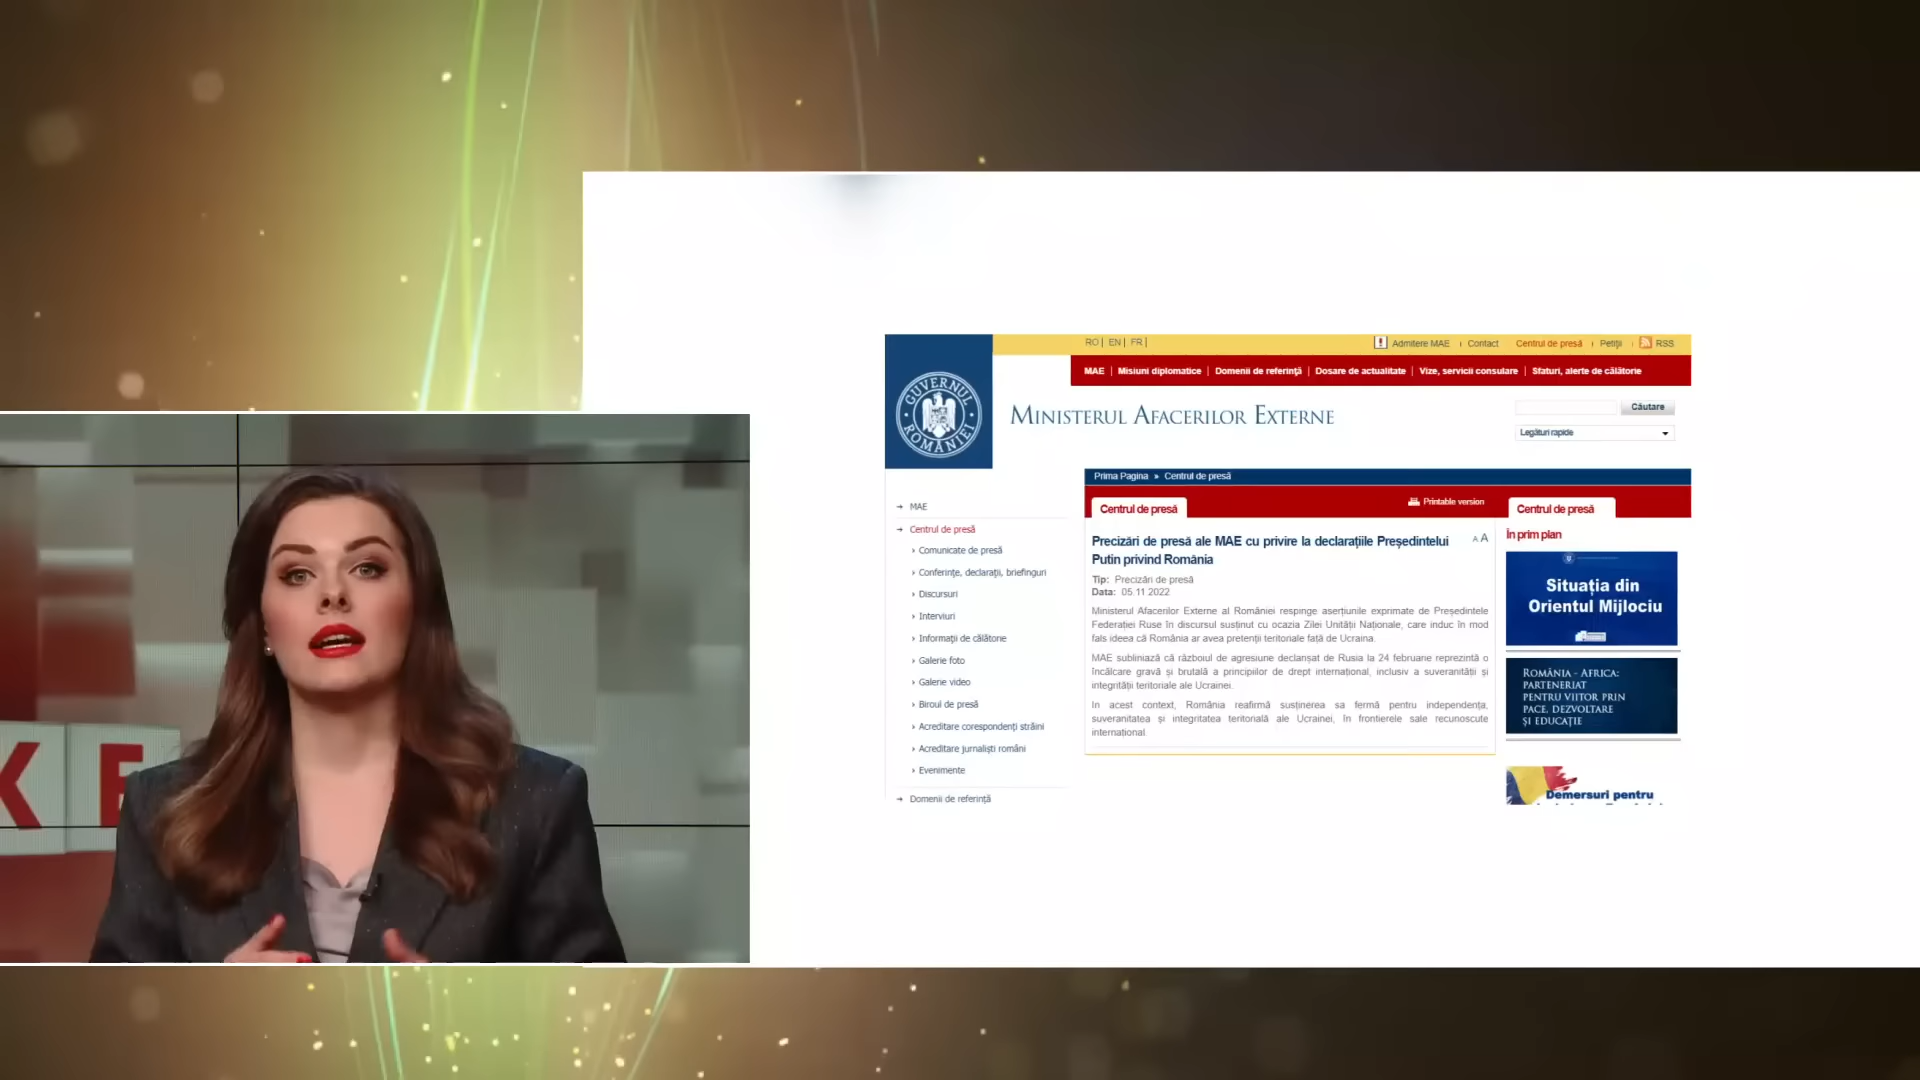 RO | EN | FR |
Admitere MAE | Contact Centrul de presă | Petiții | RSS
MAE | Misiuni diplomatice | Domenii de referință | Dosare de actualitate | Vize, servicii consulare | Sfaturi, alerte de călătorie
GUVERNUL ROMÂNIEI
MINISTERUL AFACERILOR EXTERNE
Căutare
Legături rapide
Prima Pagina » Centrul de presă
MAE
Centrul de presă
Comunicate de presă
Conferințe, declarații, briefinguri
Discursuri
Interviuri
Informații de călătorie
Galerie foto
Galerie video
Biroul de presă
Acreditare corespondenți străini
Acreditare jurnaliști români
Evenimente
Domenii de referință
Centrul de presă
Printable version
Precizări de presă ale MAE cu privire la declarațiile Președintelui
Putin privind România
A A
Tip: Precizări de presă
Data: 05.11 2022
Ministerul Afacerilor Externe al României respinge aserțiunile exprimate de Președintele
Federației Ruse în discursul susținut cu ocazia Zilei Unității Naționale, care induc în mod
fals ideea că România ar avea pretenții teritoriale față de Ucraina.
MAE subliniază că războiul de agresiune declanșat de Rusia la 24 februarie reprezintă o
încălcare gravă și brutală a principiilor de drept internațional, inclusiv a suveranității și
integrității teritoriale ale Ucrainei.
În acest context, România reafirmă susținerea sa fermă pentru independența,
suveranitatea și integritatea teritorială ale Ucrainei, în frontierele sale recunoscute
internațional.
Centrul de presă
În prim plan
Situația din
Orientul Mijlociu
ROMÂNIA - AFRICA:
PARTENERIAT
PENTRU VIITOR PRIN
PACE, DEZVOLTARE
ȘI EDUCAȚIE
Demersuri pentru
K E